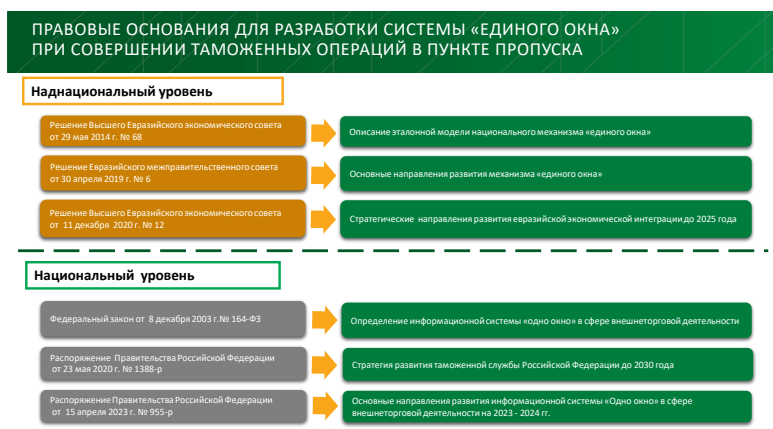 ПРАВОВЫЕ ОСНОВАНИЯ ДЛЯ РАЗРАБОТКИ СИСТЕМЫ «ЕДИНОГО ОКНА»
ПРИ СОВЕРШЕНИИ ТАМОЖЕННЫХ ОПЕРАЦИЙ В ПУНКТЕ ПРОПУСКА
Наднациональный уровень
Решение Высшего Евразийского экономического совета
от 29 мая 2014 г. № 68
Описание эталонной модели национального механизма «единого окна»
Решение Евразийского межправительственного совета
от 30 апреля 2019 г. № 6
Основные направления развития механизма «единого окна»
Решение Высшего Евразийского экономического совета
от 11 декабря 2020 г. № 12
Стратегические направления развития евразийской экономической интеграции до 2025 года
Национальный уровень
Федеральный закон от 8 декабря 2003 г.№ 164-ФЗ
Определение информационной системы «одно окно» в сфере внешнеторговой деятельности
Распоряжение Правительства Российской Федерации
от 23 мая 2020 г. № 1388-р
Стратегия развития таможенной службы Российской Федерации до 2030 года
Распоряжение Правительства Российской Федерации
от 15 апреля 2023 г. № 955-р
Основные направления развития информационной системы «Одно окно» в сфере
внешнеторговой деятельности на 2023 - 2024 гг.